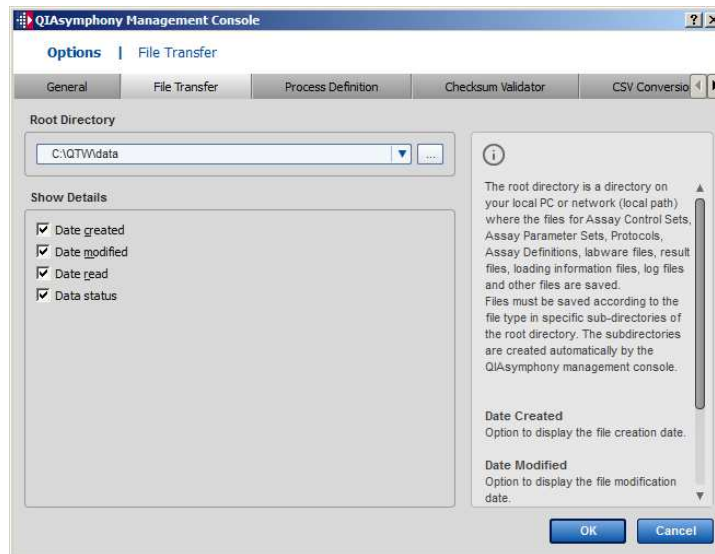 QIAsymphony Management Console
Options | File Transfer
General
File Transfer
Process Definition
Checksum Validator
CSV Conversio
Root Directory
C:\QTW\data
...
Show Details
Date created
Date modified
Date read
Data status
The root directory is a directory on
your local PC or network (local path)
where the files for Assay Control Sets,
Assay Parameter Sets, Protocols,
Assay Definitions, labware files, result
files, loading information files, log files
and other files are saved.
Files must be saved according to the
file type in specific sub-directories of
the root directory. The subdirectories
are created automatically by the
QIAsymphony management console.
Date Created
Option to display the file creation date.
Date Modified
Option to display the file modification
date.
OK
Cancel